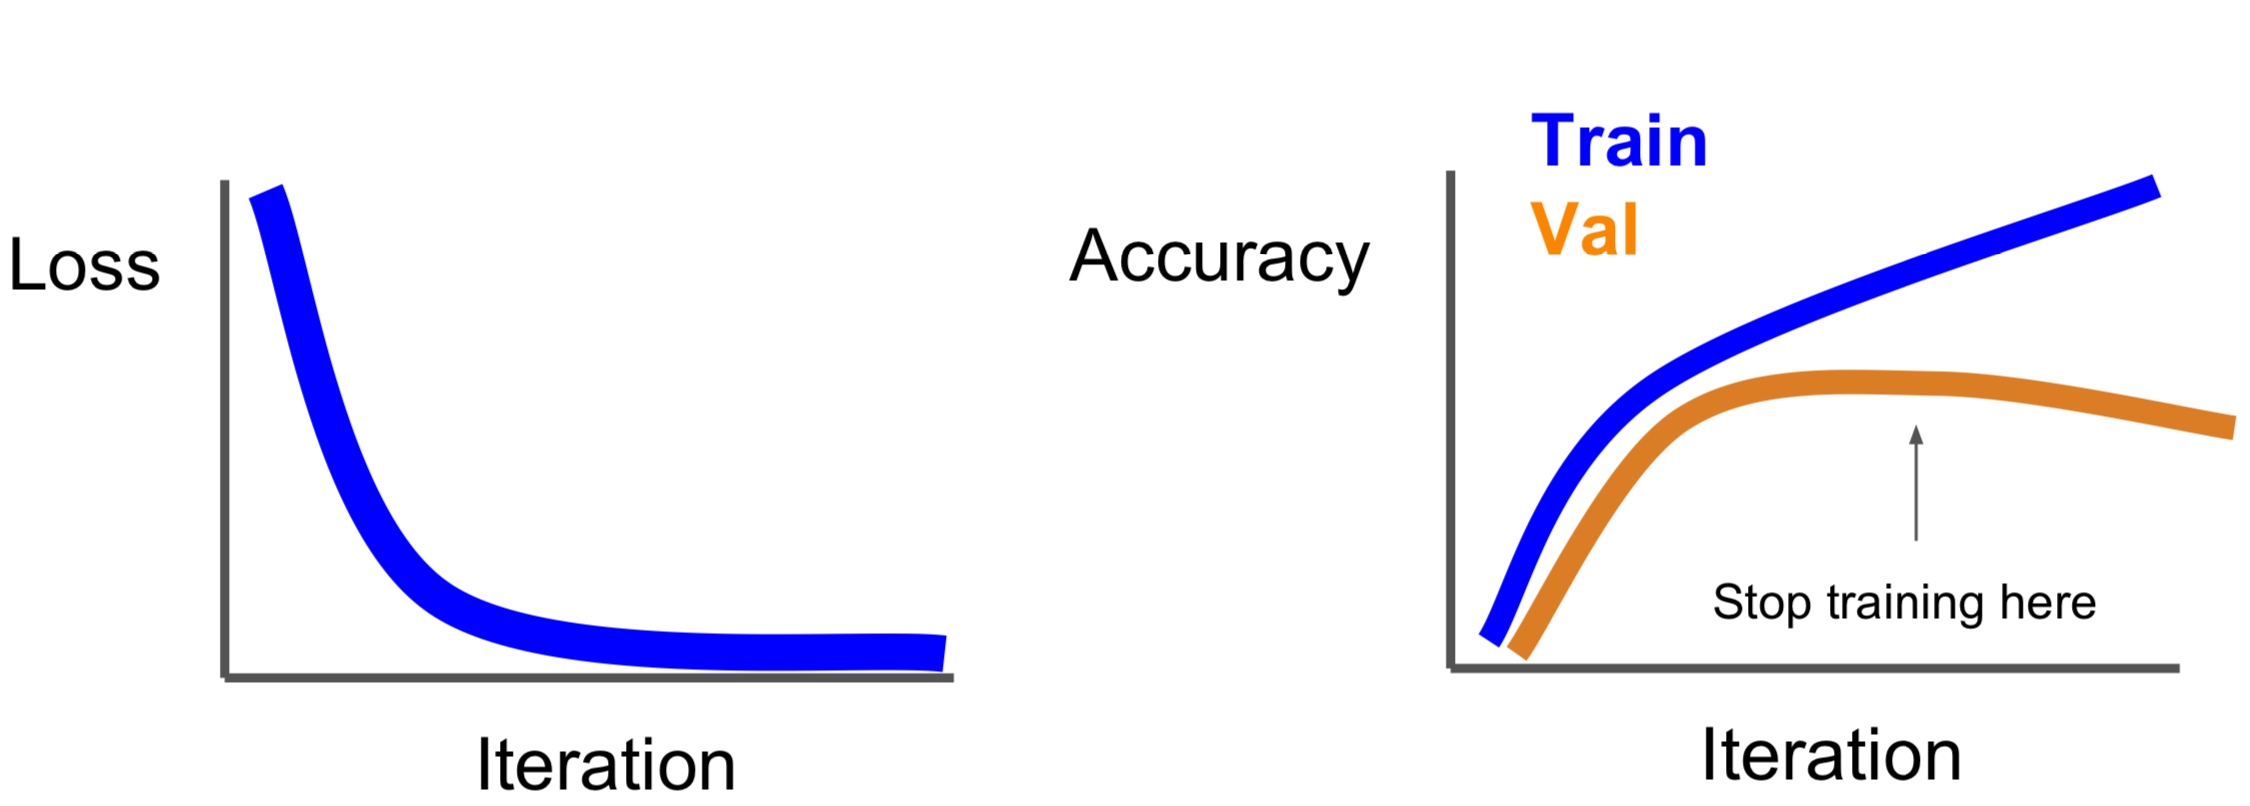 Loss
Iteration
Accuracy
Train
Val
Stop training here
Iteration